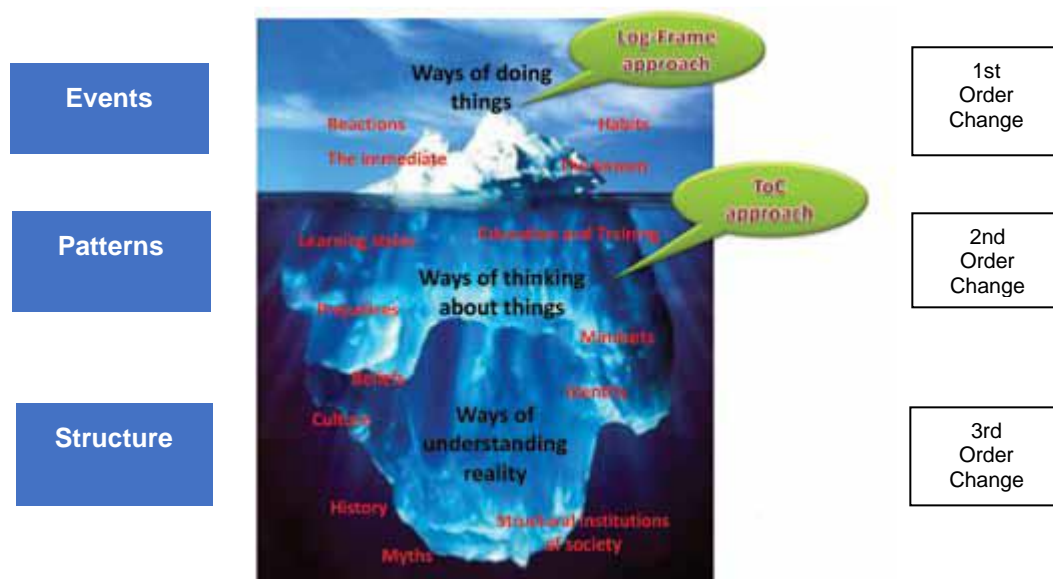 Log-Frame
approach
Ways of doing
things
Events
1st
Order
Change
Reactions
Habits
The immediate
ToC
approach
Patterns
2nd
Order
Change
Learning styles
Education and Training
Ways of thinking
about things
Prejudices
Mindsets
Beliefs
Identity
Culture
Structure
3rd
Order
Change
Ways of
understanding
reality
History
Structural institutions
of society
Myths